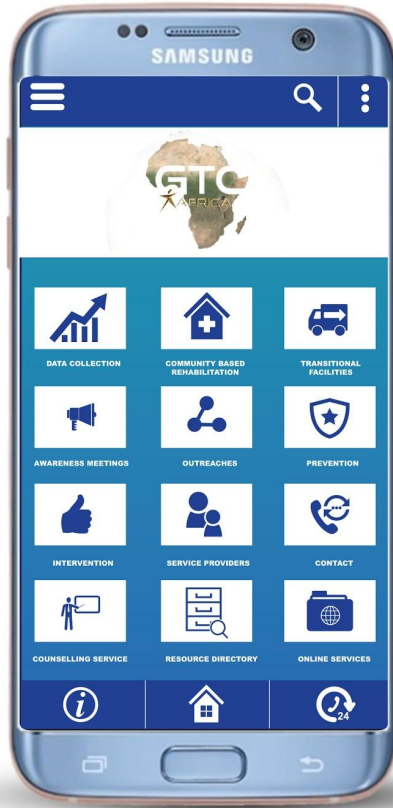 SAMSUNG
GTC
AFRICA
DATA COLLECTION
COMMUNITY BASED
REHABILITATION
TRANSITIONAL
FACILITIES
AWARENESS MEETINGS
OUTREACHES
PREVENTION
INTERVENTION
SERVICE PROVIDERS
CONTACT
COUNSELLING SERVICE
RESOURCE DIRECTORY
ONLINE SERVICES
i
24